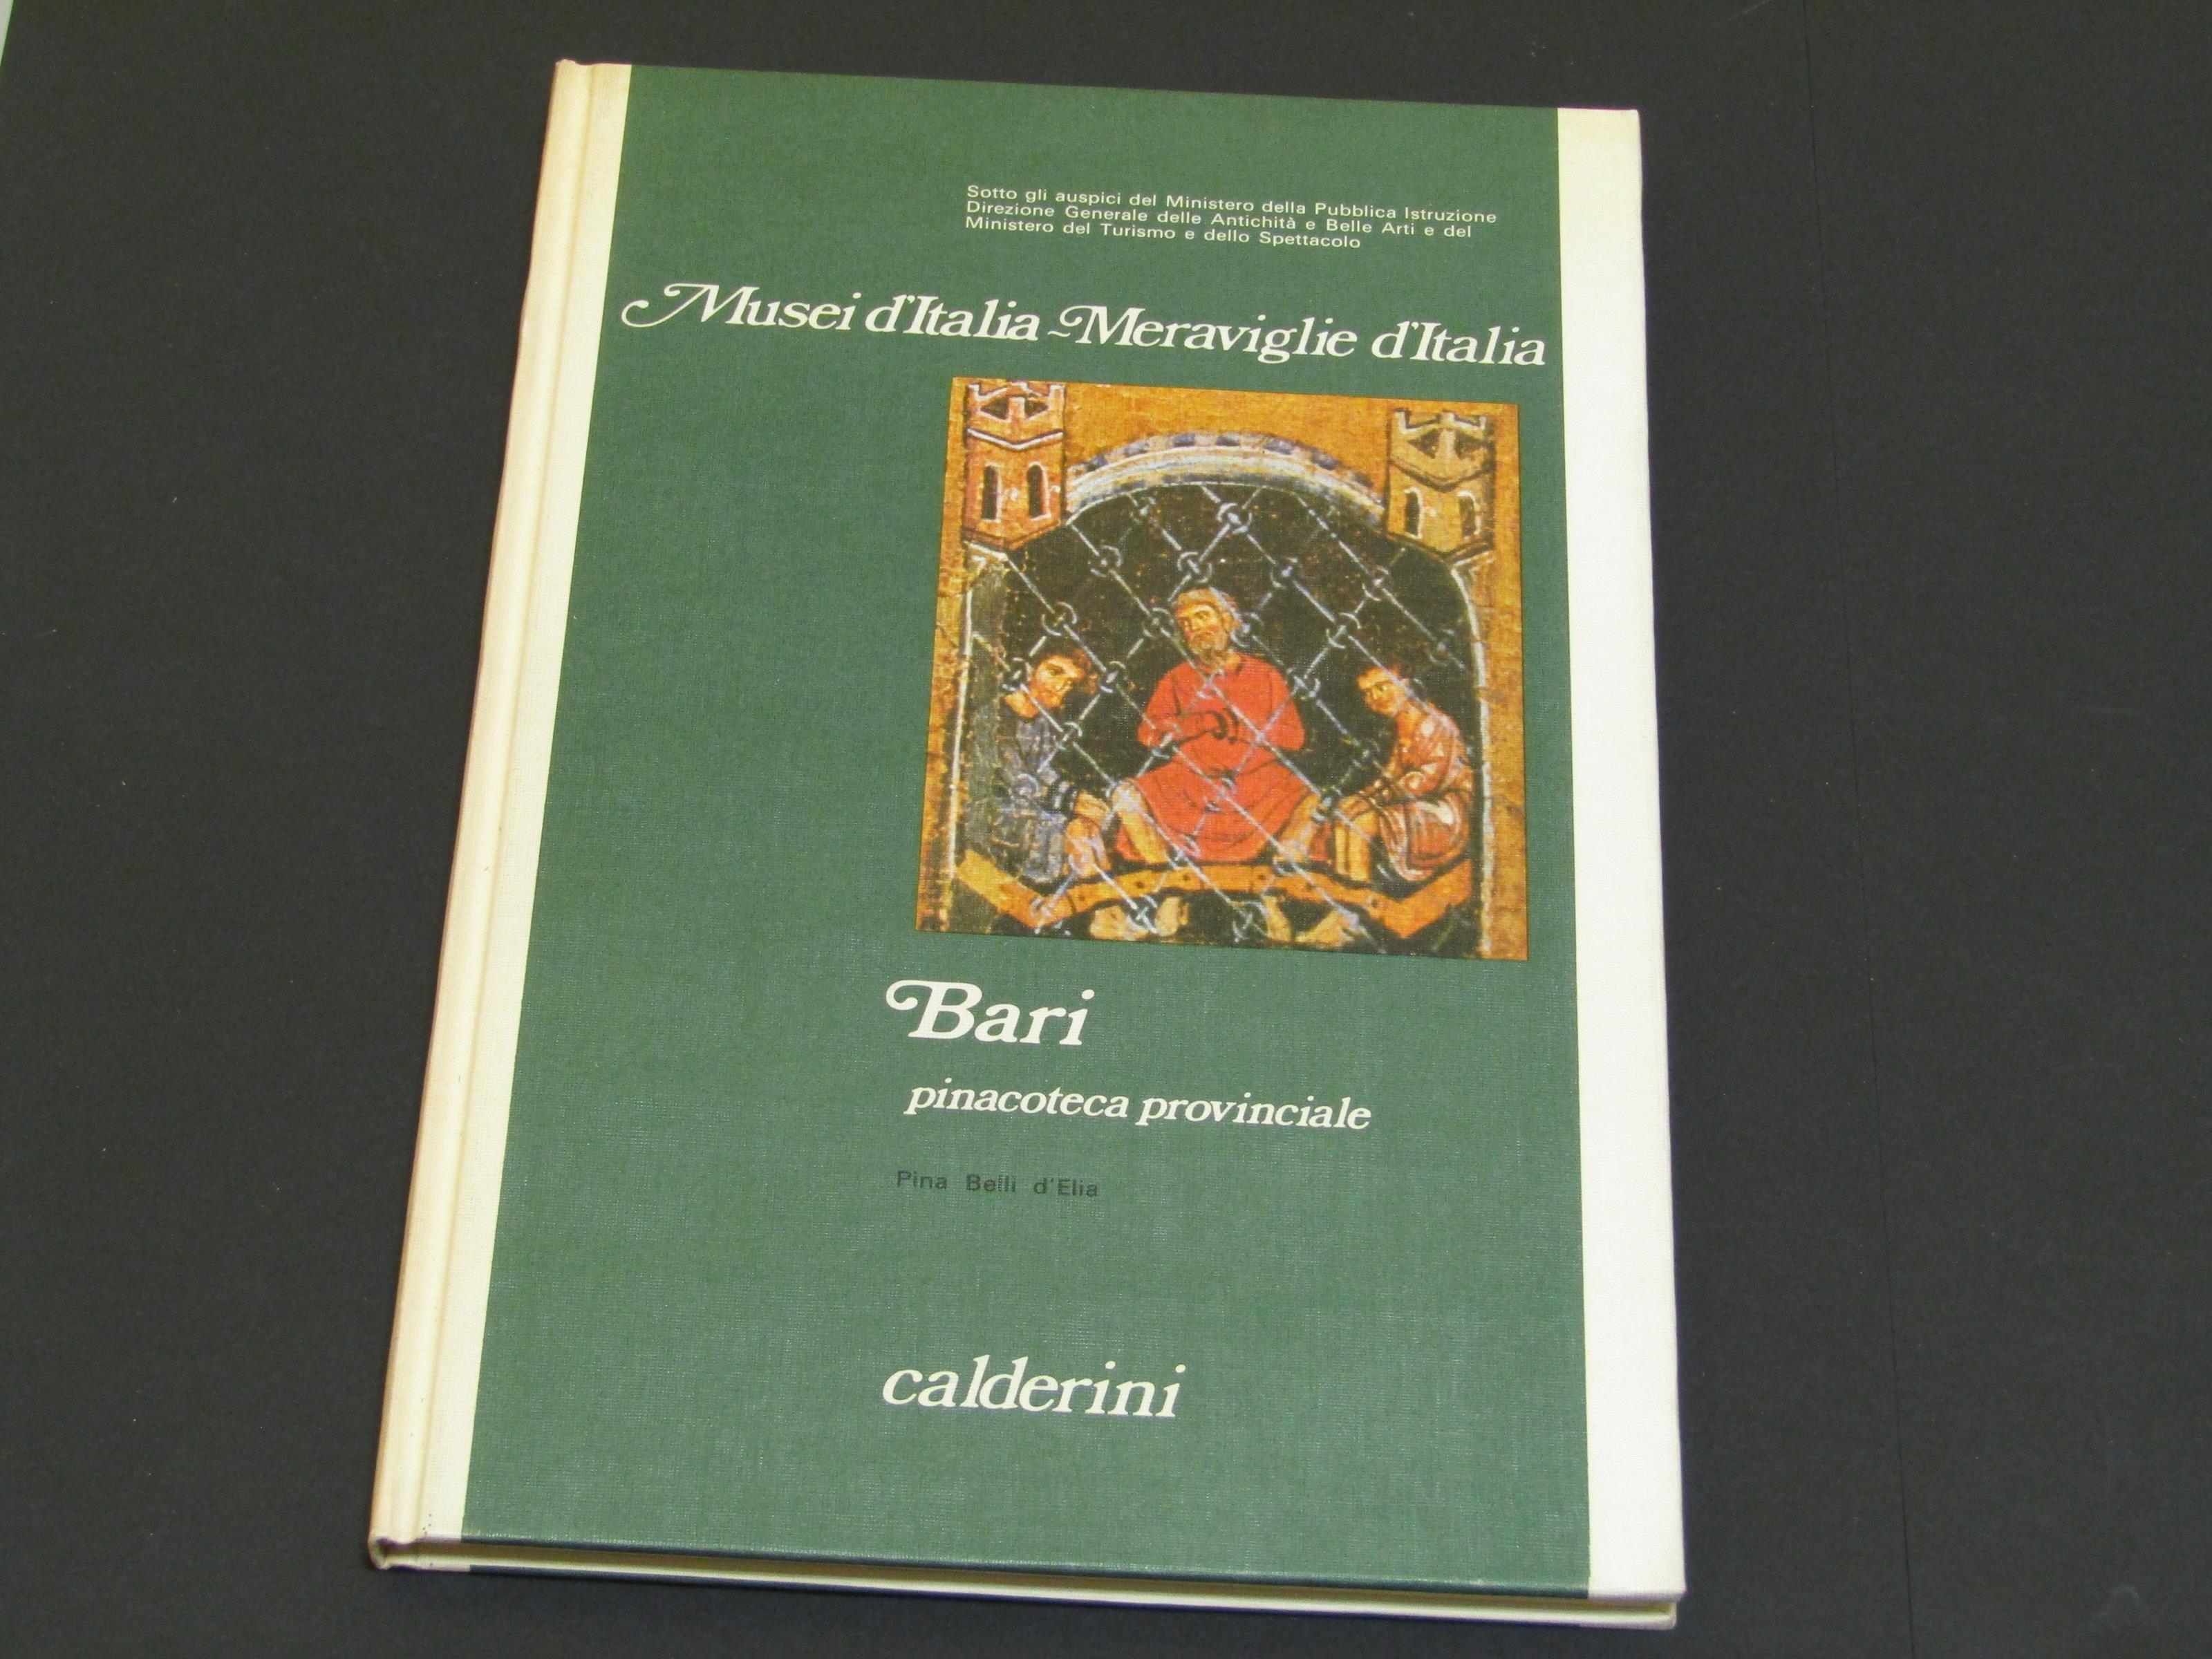 Sotto gli auspici del Ministero della Pubblica Istruzione
Direzione Generale delle Antichità e Belle Arti e del
Ministero del Turismo e dello Spettacolo
Musei d'Italia ~ Meraviglie d'Italia
Bari
pinacoteca provinciale
Pina Belli d'Elia
calderini